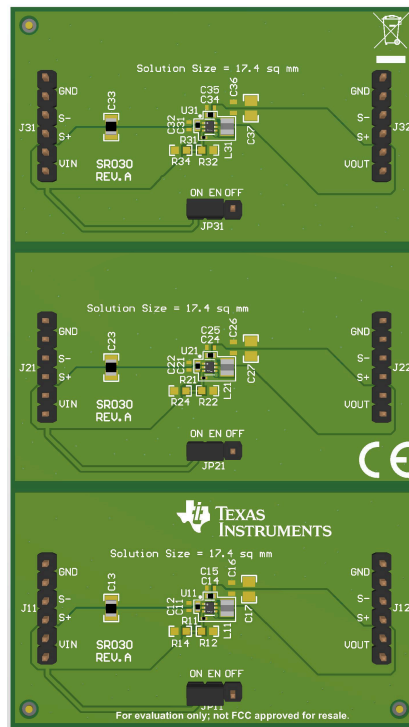 Solution Size = 17.4 sq mm
GND
S-
S+
VIN
J31
C33
SR030
REV.A
C32
C31
U31
C35
C34
C36
C37
R31
R34
R32
L31
ON EN OFF
JP31
GND
S-
S+
VOUT
J32
Solution Size = 17.4 sq mm
GND
S-
S+
VIN
J21
C23
SR030
REV.A
C22
C21
U21
C25
C24
C26
C27
R21
R24
R22
L21
ON EN OFF
JP21
GND
S-
S+
VOUT
J22
CE
TEXAS
INSTRUMENTS
Solution Size = 17.4 sq mm
GND
S-
S+
VIN
J11
C13
SR030
REV.A
C12
C11
U11
C15
C14
C16
C17
R11
R14
R12
L11
ON EN OFF
JP11
GND
S-
S+
VOUT
J12
For evaluation only; not FCC approved for resale.